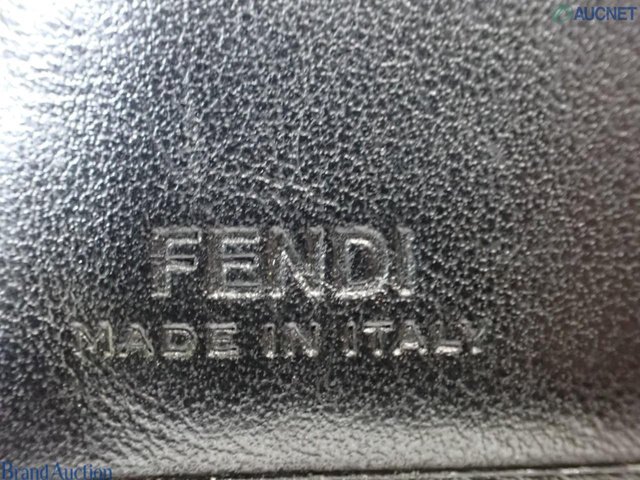 AUCNET
FENDI
MADE IN ITALY
Brand Auction